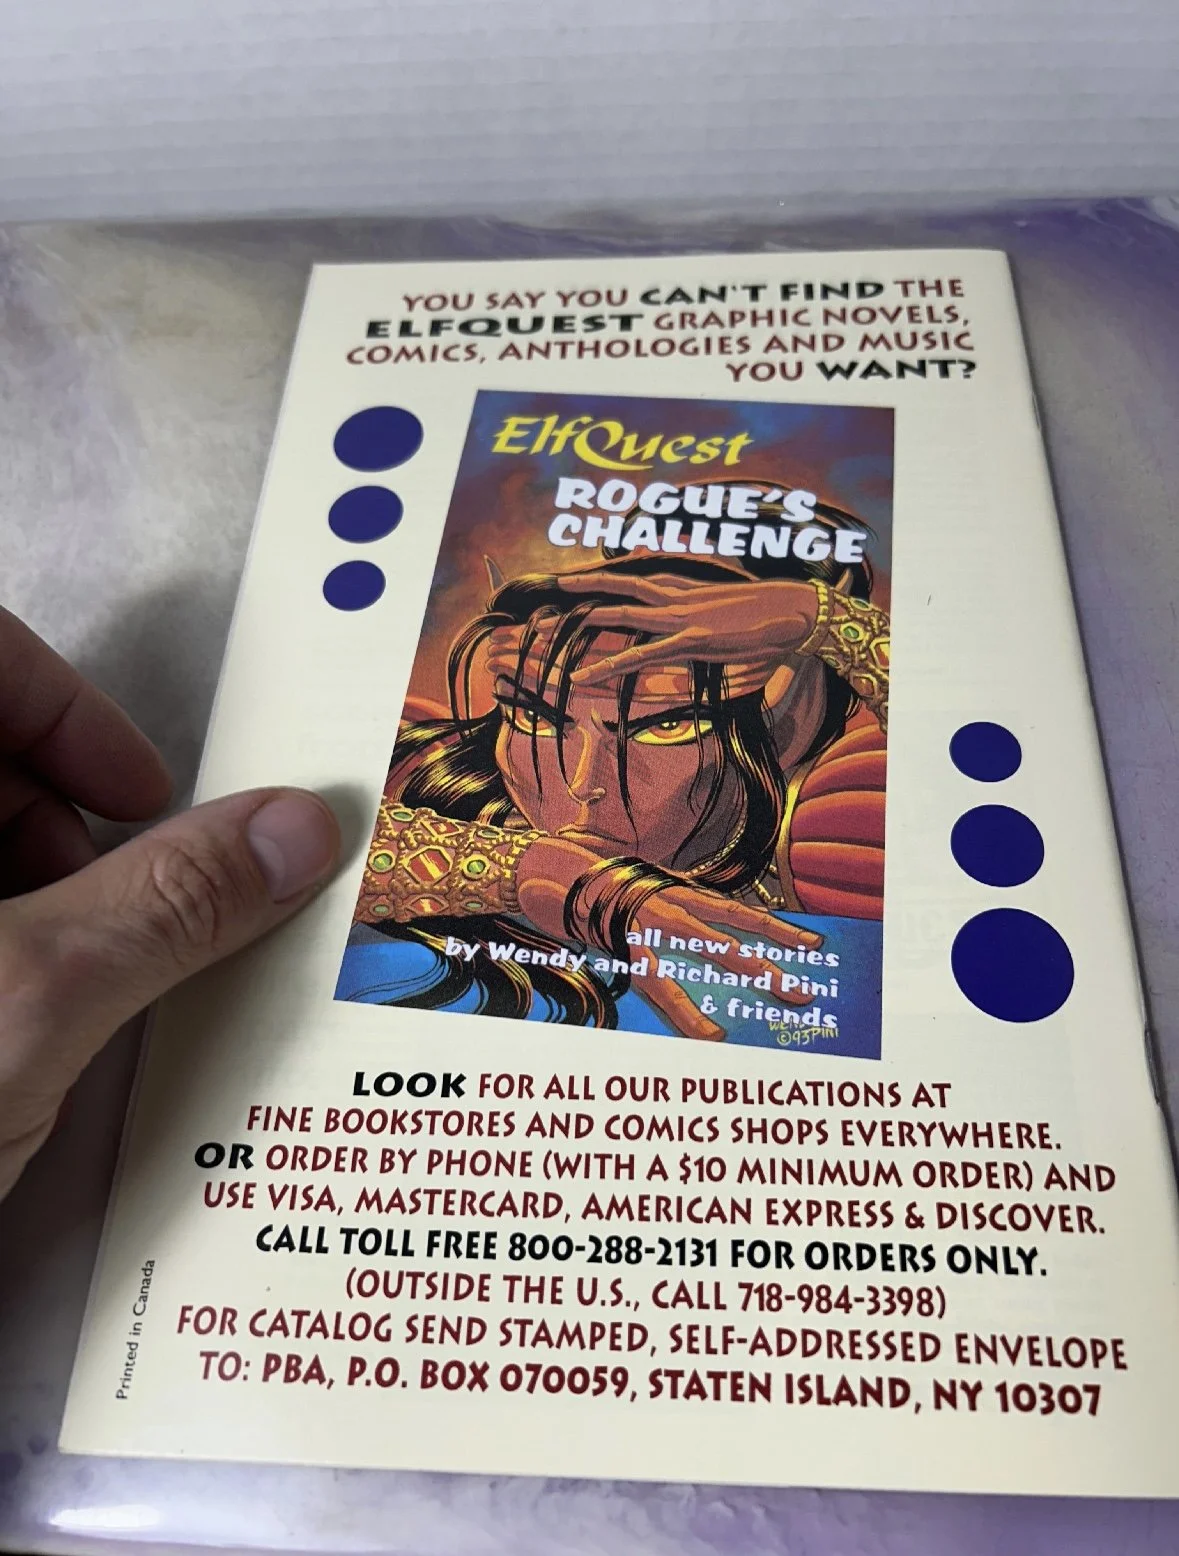 YOU SAY YOU CAN'T FIND THE
ELFQUEST GRAPHIC NOVELS,
COMICS, ANTHOLOGIES AND MUSIC
YOU WANT?
ElfQuest
ROGUE'S
CHALLENGE
all new stories
by Wendy and Richard Pini
& friends
WENDY
©93 PINI
LOOK FOR ALL OUR PUBLICATIONS AT
FINE BOOKSTORES AND COMICS SHOPS EVERYWHERE.
OR ORDER BY PHONE (WITH A $10 MINIMUM ORDER) AND
USE VISA, MASTERCARD, AMERICAN EXPRESS & DISCOVER.
CALL TOLL FREE 800-288-2131 FOR ORDERS ONLY.
(OUTSIDE THE U.S., CALL 718-984-3398)
FOR CATALOG SEND STAMPED, SELF-ADDRESSED ENVELOPE
TO: PBA, P.O. BOX 070059, STATEN ISLAND, NY 10307
Printed in Canada